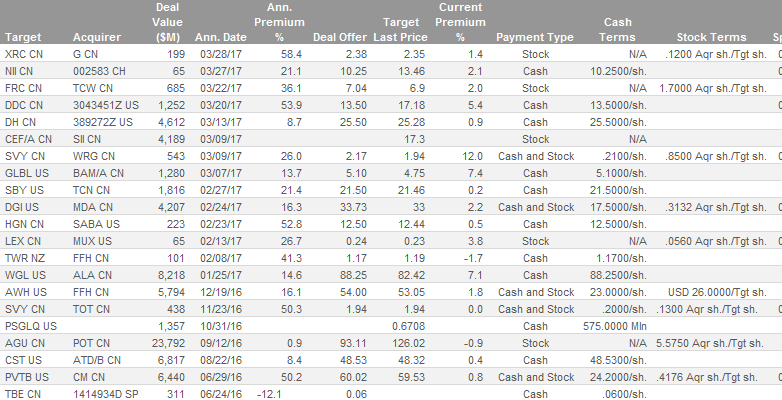 Deal Ann. Current
Value Premium Target Premium Cash
Target Acquirer ($M) Ann. Date % Deal Offer Last Price % Payment Type Terms Stock Terms Sp
XRC CN G CN 199 03/28/17 58.4 2.38 2.35 1.4 Stock N/A .1200 Aqr sh./Tgt sh.
NII CN 002583 CH 65 03/27/17 21.1 10.25 13.46 2.1 Cash 10.2500/sh.
FRC CN TCW CN 685 03/22/17 36.1 7.04 6.9 2.0 Stock N/A 1.7000 Aqr sh./Tgt sh.
DDC CN 3043451Z US 1,252 03/20/17 53.9 13.50 17.18 5.4 Cash 13.5000/sh.
DH CN 389272Z US 4,612 03/13/17 8.7 25.50 25.28 0.9 Cash 25.5000/sh.
CEF/A CN SII CN 4,189 03/09/17 17.3 Stock N/A
SVY CN WRG CN 543 03/09/17 26.0 2.17 1.94 12.0 Cash and Stock .2100/sh. .8500 Aqr sh./Tgt sh.
GLBL US BAM/A CN 1,280 03/07/17 13.7 5.10 4.75 7.4 Cash 5.1000/sh.
SBY US TCN CN 1,816 02/27/17 21.4 21.50 21.46 0.2 Cash 21.5000/sh.
DGI US MDA CN 4,207 02/24/17 16.3 33.73 33 2.2 Cash and Stock 17.5000/sh. .3132 Aqr sh./Tgt sh.
HGN CN SABA US 223 02/23/17 52.8 12.50 12.44 0.5 Cash 12.5000/sh.
LEX CN MUX US 65 02/13/17 26.7 0.24 0.23 3.8 Stock N/A .0560 Aqr sh./Tgt sh.
TWR NZ FFH CN 101 02/08/17 41.3 1.17 1.19 -1.7 Cash 1.1700/sh.
WGL US ALA CN 8,218 01/25/17 14.6 88.25 82.42 7.1 Cash 88.2500/sh.
AWH US FFH CN 5,794 12/19/16 16.1 54.00 53.05 1.8 Cash and Stock 23.0000/sh. USD 26.0000/Tgt sh.
SVY CN TOT CN 438 11/23/16 50.3 1.94 1.94 0.0 Cash and Stock .2000/sh. .1300 Aqr sh./Tgt sh.
PSGLQ US 1,357 10/31/16 0.6708 Cash 575.0000 Mln
AGU CN POT CN 23,792 09/12/16 0.9 93.11 126.02 -0.9 Stock N/A 5.5750 Aqr sh./Tgt sh.
CST US ATD/B CN 6,817 08/22/16 8.4 48.53 48.32 0.4 Cash 48.5300/sh.
PVTB US CM CN 6,440 06/29/16 50.2 60.02 59.53 0.8 Cash and Stock 24.2000/sh. .4176 Aqr sh./Tgt sh.
TBE CN 1414934D SP 311 06/24/16 -12.1 0.06 Cash .0600/sh.